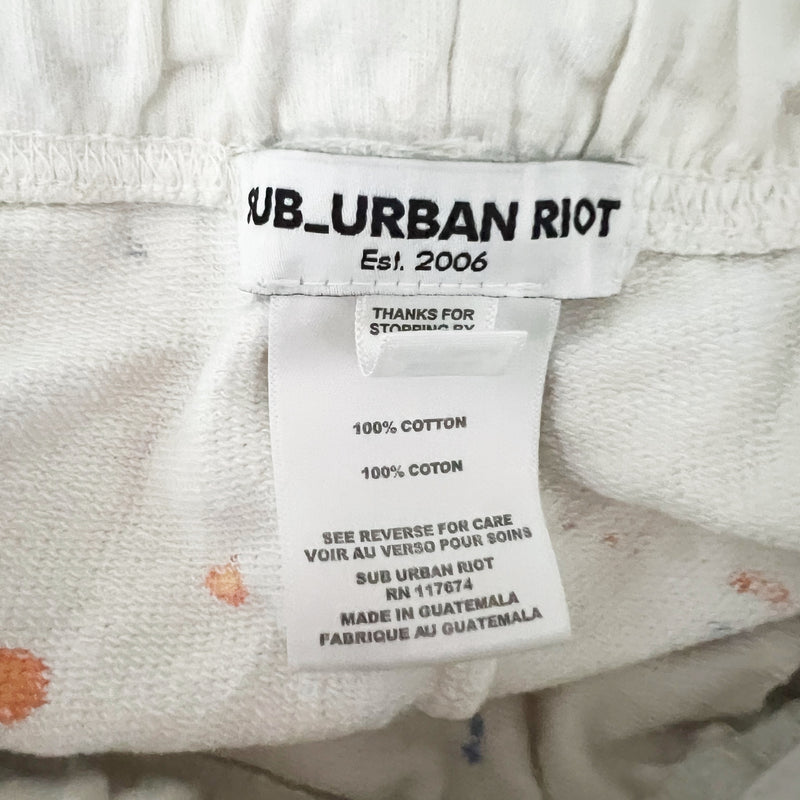 SUB_URBAN RIOT
Est. 2006
THANKS FOR
STOPPING BY
100% COTTON
100% COTON
SEE REVERSE FOR CARE
VOIR AU VERSO POUR SOINS
SUB URBAN RIOT
RN 117674
MADE IN GUATEMALA
FABRIQUE AU GUATEMALA